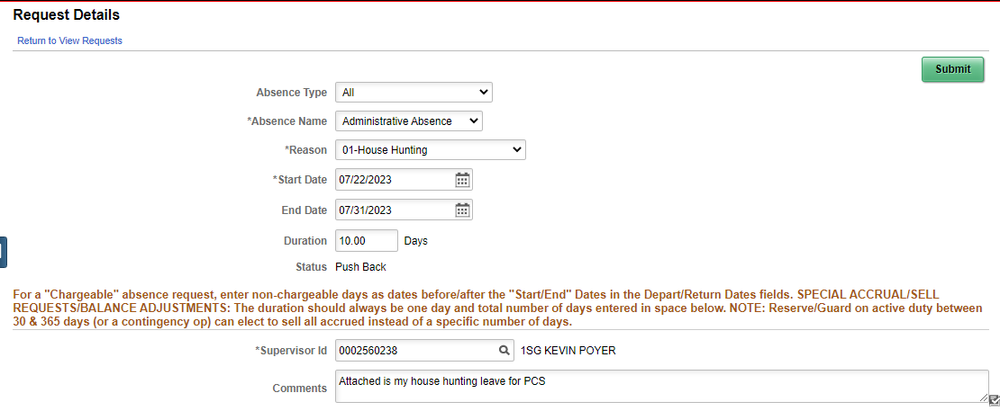 Request Details
Return to View Requests
Submit
Absence Type All
*Absence Name Administrative Absence
*Reason 01-House Hunting
*Start Date 07/22/2023
End Date 07/31/2023
Duration 10.00 Days
Status Push Back
For a "Chargeable" absence request, enter non-chargeable days as dates before/after the "Start/End" Dates in the Depart/Return Dates fields. SPECIAL ACCRUAL/SELL
REQUESTS/BALANCE ADJUSTMENTS: The duration should always be one day and total number of days entered in space below. NOTE: Reserve/Guard on active duty between
30 & 365 days (or a contingency op) can elect to sell all accrued instead of a specific number of days.
*Supervisor Id 0002560238 1SG KEVIN POYER
Comments Attached is my house hunting leave for PCS